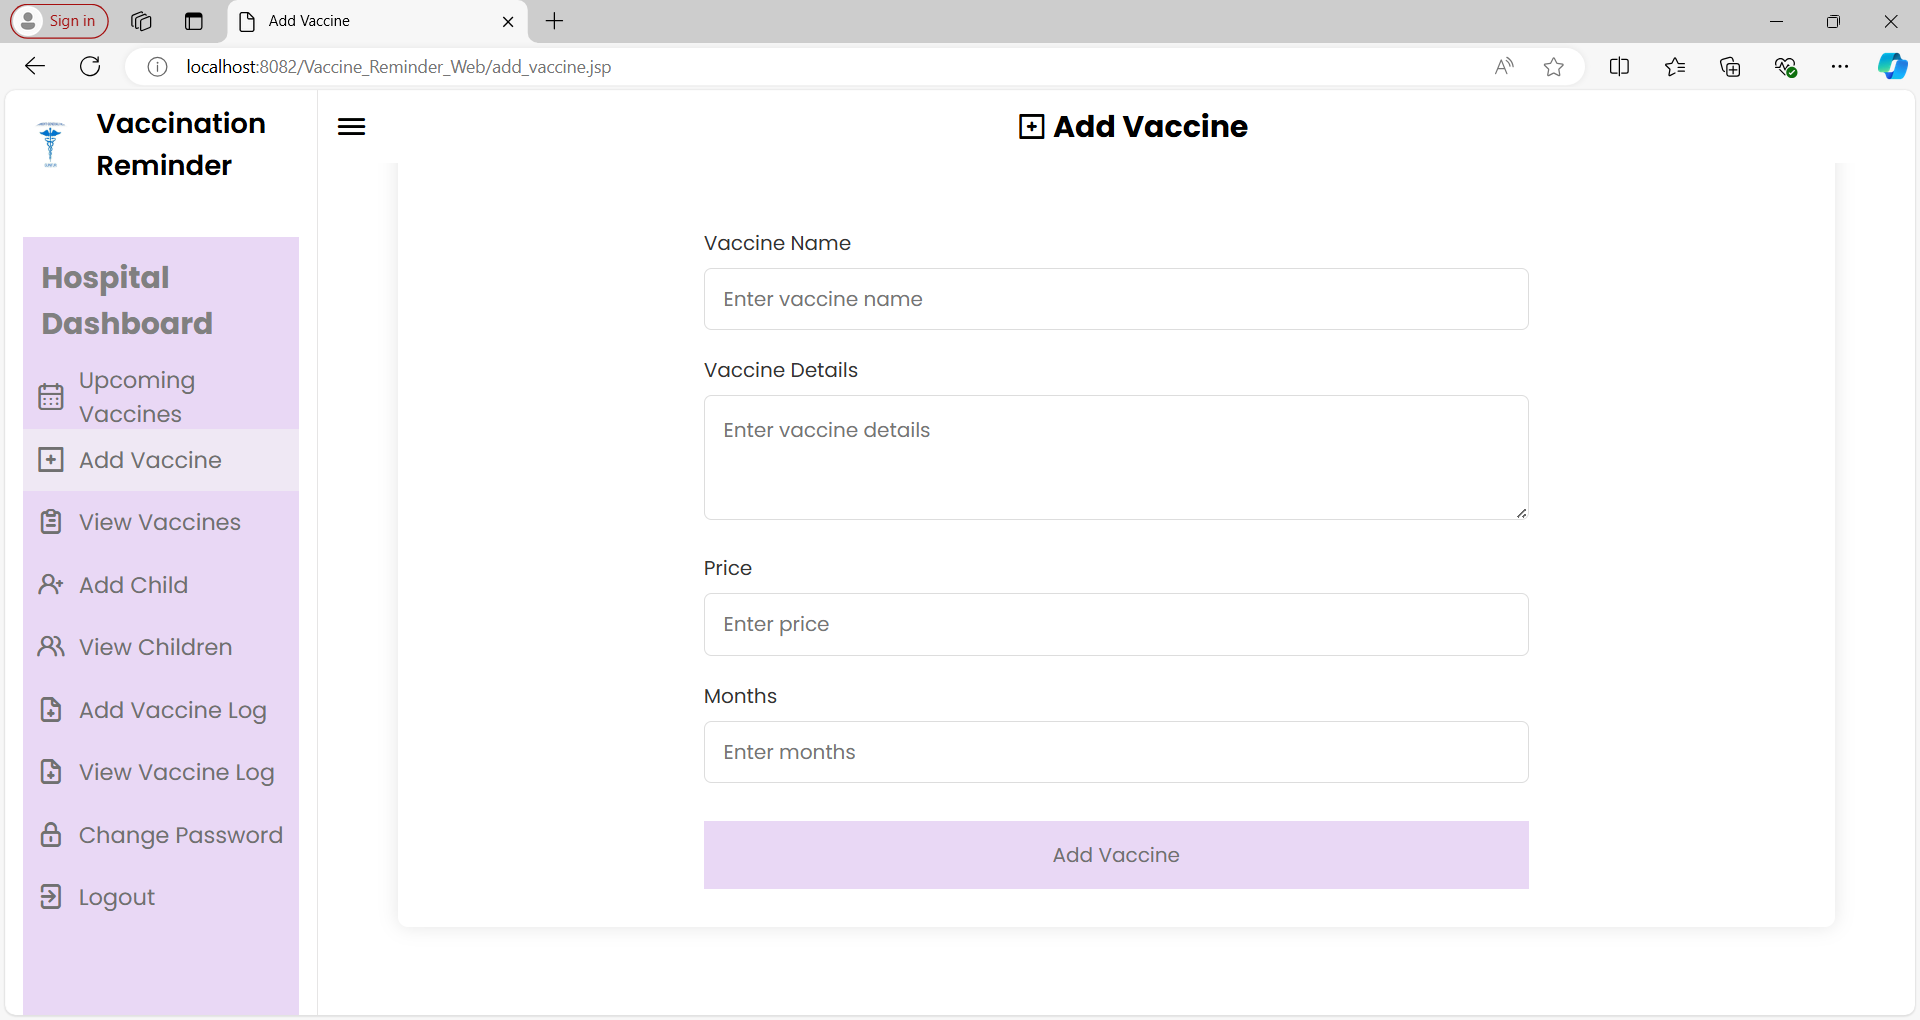 Sign in
Add Vaccine
localhost:8082/Vaccine_Reminder_Web/add_vaccine.jsp
Vaccination
Reminder
Add Vaccine
Hospital
Dashboard
Upcoming
Vaccines
Add Vaccine
View Vaccines
Add Child
View Children
Add Vaccine Log
View Vaccine Log
Change Password
Logout
Vaccine Name
Enter vaccine name
Vaccine Details
Enter vaccine details
Price
Enter price
Months
Enter months
Add Vaccine